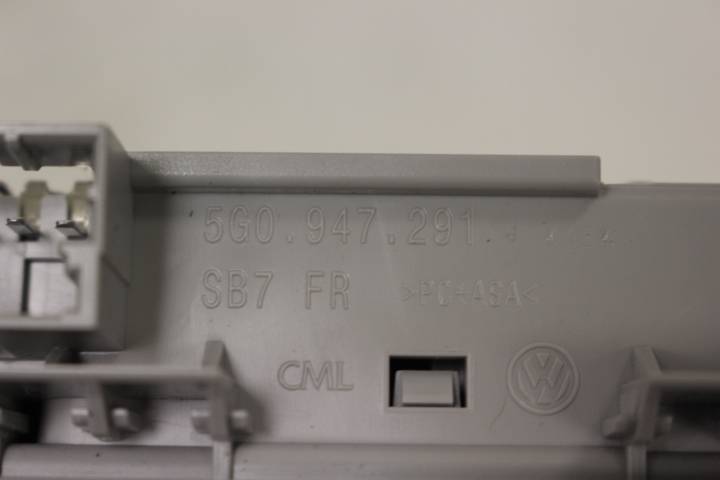 5G0.947.291
SB7 FR >PC+ASA<
CML